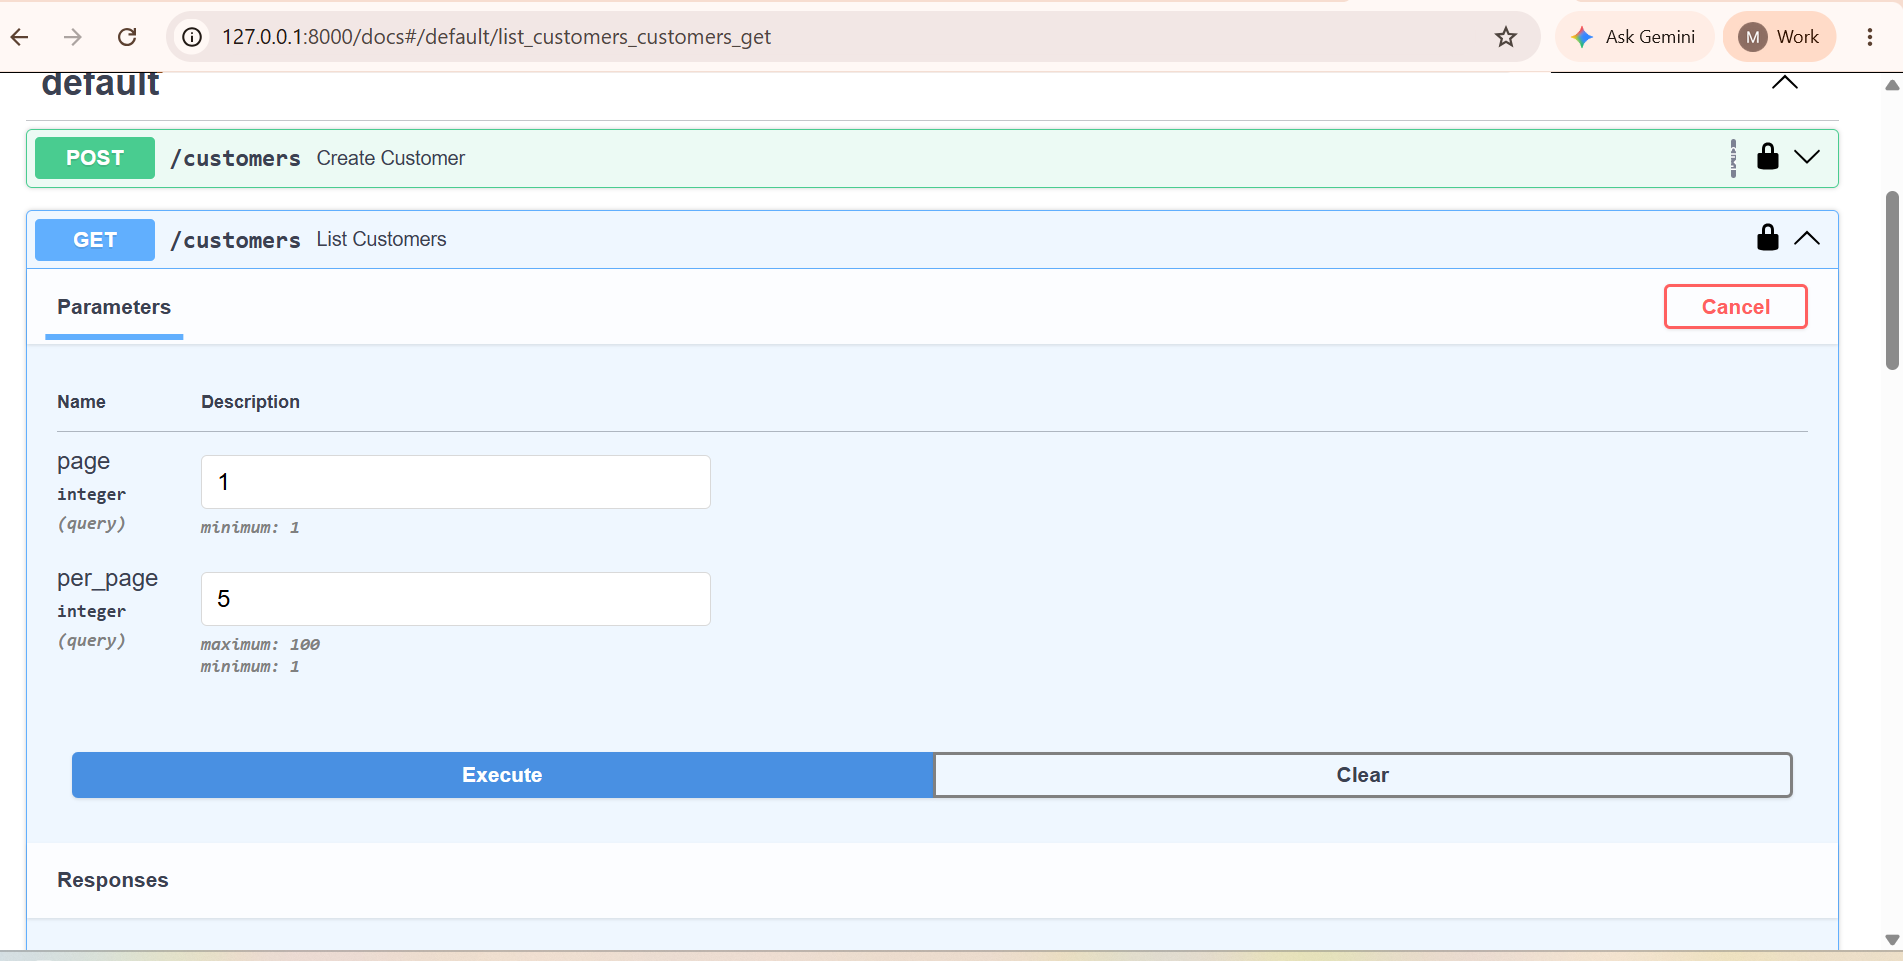 127.0.0.1:8000/docs#/default/list_customers_customers_get
Ask Gemini
M
Work
default
POST /customers Create Customer
GET /customers List Customers
Parameters
Cancel
Name Description
page
integer
(query)
1
minimum: 1
per_page
integer
(query)
5
maximum: 100
minimum: 1
Execute
Clear
Responses